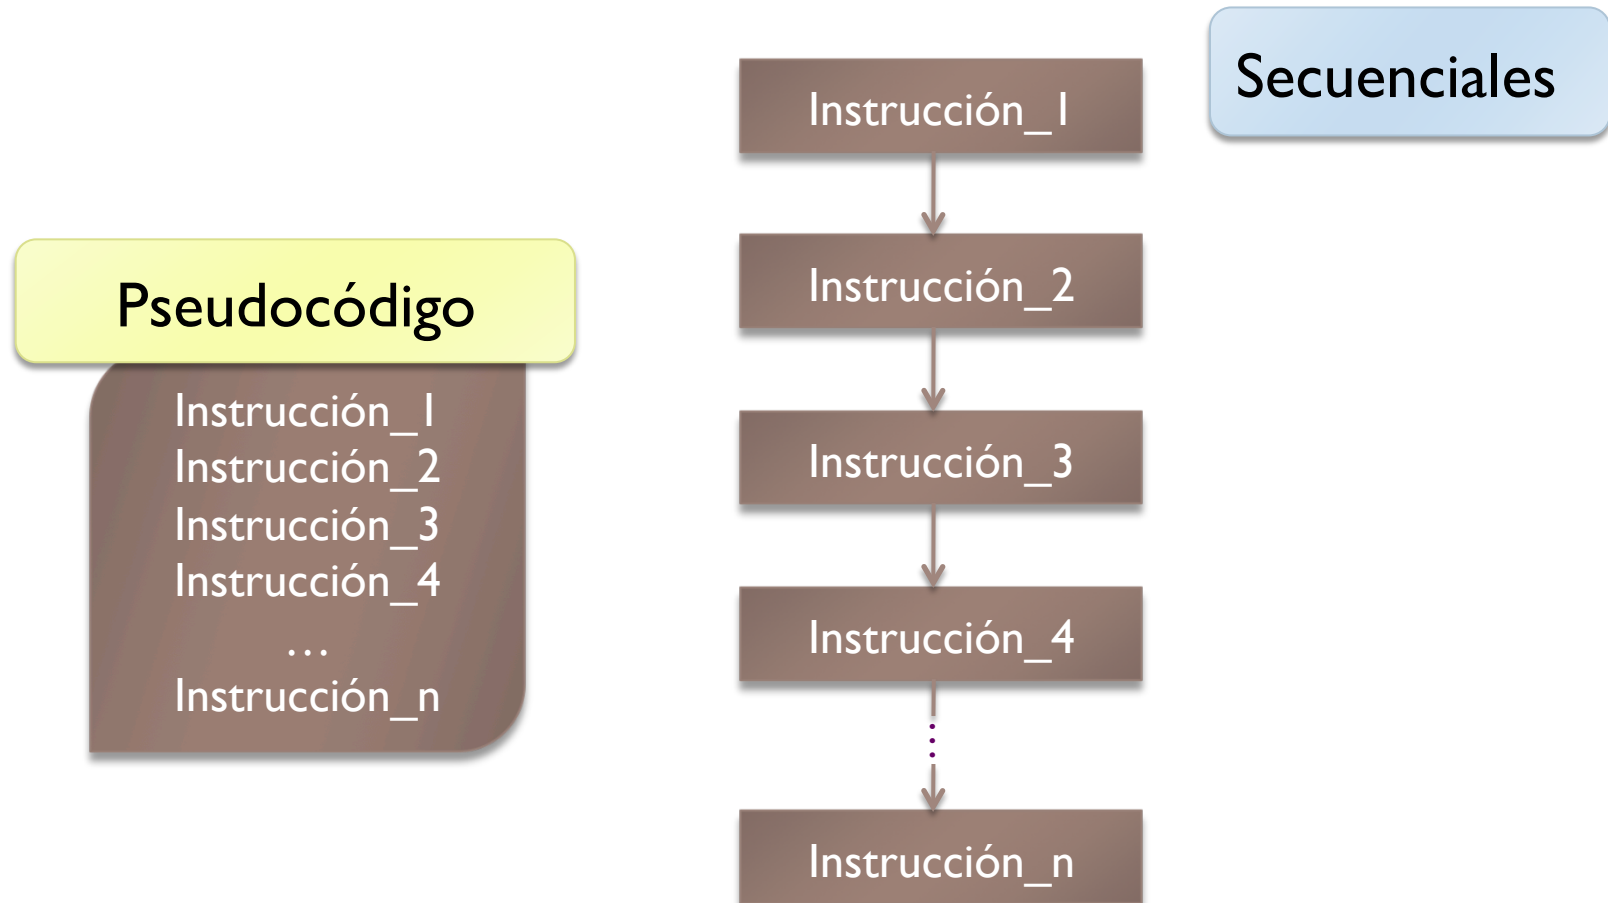 Secuenciales
Pseudocódigo
Instrucción_1
Instrucción_2
Instrucción_3
Instrucción_4
...
Instrucción_n
Instrucción_1
Instrucción_2
Instrucción_3
Instrucción_4
...
Instrucción_n